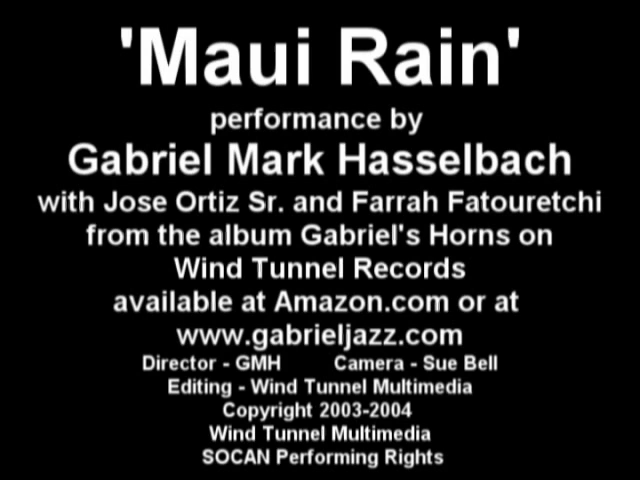 'Maui Rain'
performance by
Gabriel Mark Hasselbach
with Jose Ortiz Sr. and Farrah Fatouretchi
from the album Gabriel's Horns on
Wind Tunnel Records
available at Amazon.com or at
www.gabrieljazz.com
Director - GMH Camera - Sue Bell
Editing - Wind Tunnel Multimedia
Copyright 2003-2004
Wind Tunnel Multimedia
SOCAN Performing Rights